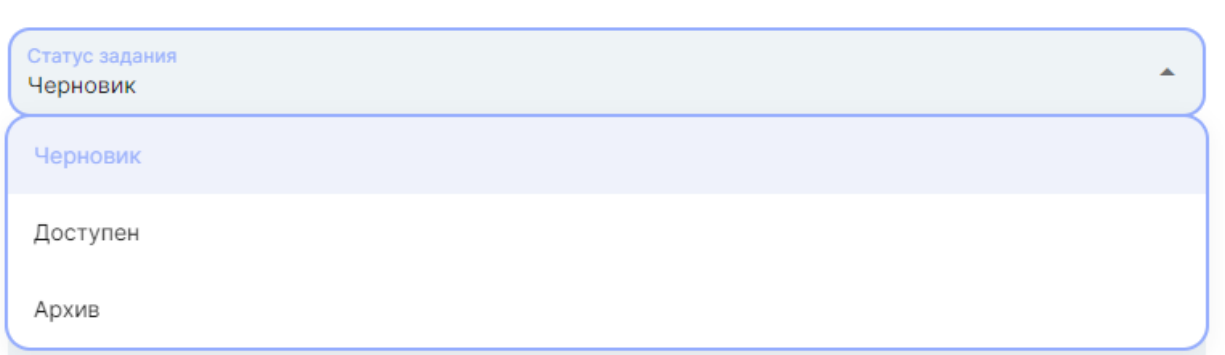 Статус задания
Черновик
Черновик
Доступен
Архив